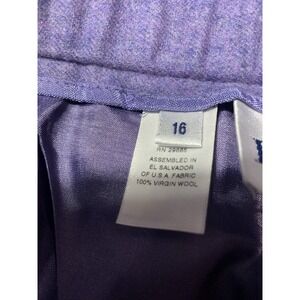 16
RN 29685
ASSEMBLED IN
EL SALVADOR
OF U.S.A. FABRIC
100% VIRGIN WOOL